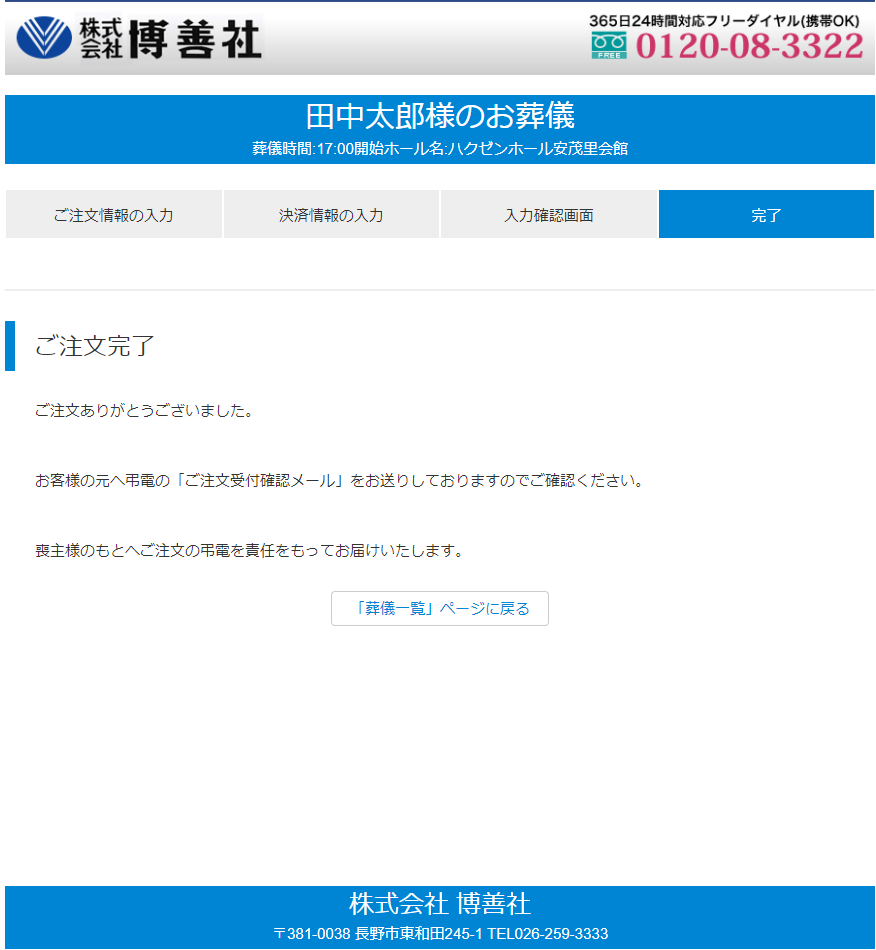 株式会社 博善社
365日24時間対応フリーダイヤル(携帯OK)
FREE 0120-08-3322
田中太郎様のお葬儀
葬儀時間:17:00開始ホール名:ハクゼンホール安茂里会館
ご注文情報の入力 決済情報の入力 入力確認画面 完了
ご注文完了
ご注文ありがとうございました。
お客様の元へ弔電の「ご注文受付確認メール」をお送りしておりますのでご確認ください。
喪主様のもとへご注文の弔電を責任をもってお届けいたします。
「葬儀一覧」ページに戻る
株式会社 博善社
〒381-0038 長野市東和田245-1 TEL026-259-3333